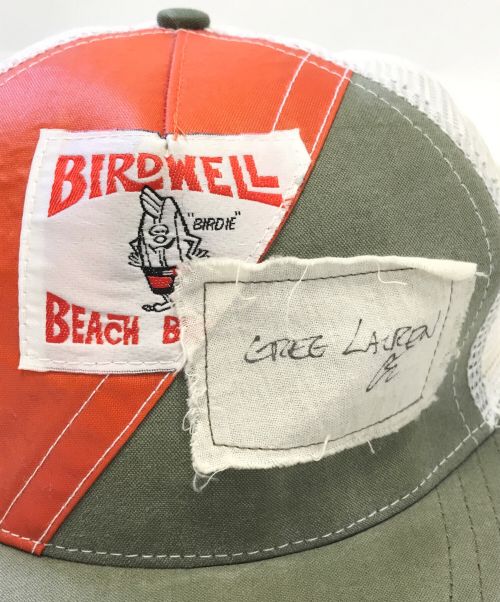 BIRDWELL
"BIRDIE"
BEACH B
GREG LAUREN